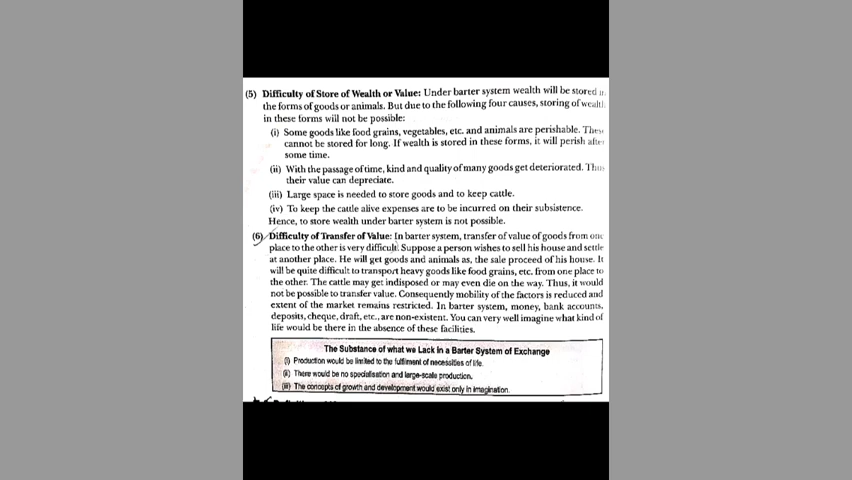 (5) Difficulty of Store of Wealth or Value: Under barter system wealth will be stored in
the forms of goods or animals. But due to the following four causes, storing of wealth
in these forms will not be possible:
(i) Some goods like food grains, vegetables, etc. and animals are perishable. These
cannot be stored for long. If wealth is stored in these forms, it will perish after
some time.
(ii) With the passage of time, kind and quality of many goods get deteriorated. Thus
their value can depreciate.
(iii) Large space is needed to store goods and to keep cattle.
(iv) To keep the cattle alive expenses are to be incurred on their subsistence.
Hence, to store wealth under barter system is not possible.
(6) Difficulty of Transfer of Value: In barter system, transfer of value of goods from one
place to the other is very difficult. Suppose a person wishes to sell his house and settle
at another place. He will get goods and animals as, the sale proceed of his house. It
will be quite difficult to transport heavy goods like food grains, etc. from one place to
the other. The cattle may get indisposed or may even die on the way. Thus, it would
not be possible to transfer value. Consequently mobility of the factors is reduced and
extent of the market remains restricted. In barter system, money, bank accounts,
deposits, cheque, draft, etc., are non-existent. You can very well imagine what kind of
life would be there in the absence of these facilities.
The Substance of what we Lack in a Barter System of Exchange
(i) Production would be limited to the fulfilment of necessities of life.
(ii) There would be no specialisation and large-scale production.
(iii) The concepts of growth and development would exist only in imagination.